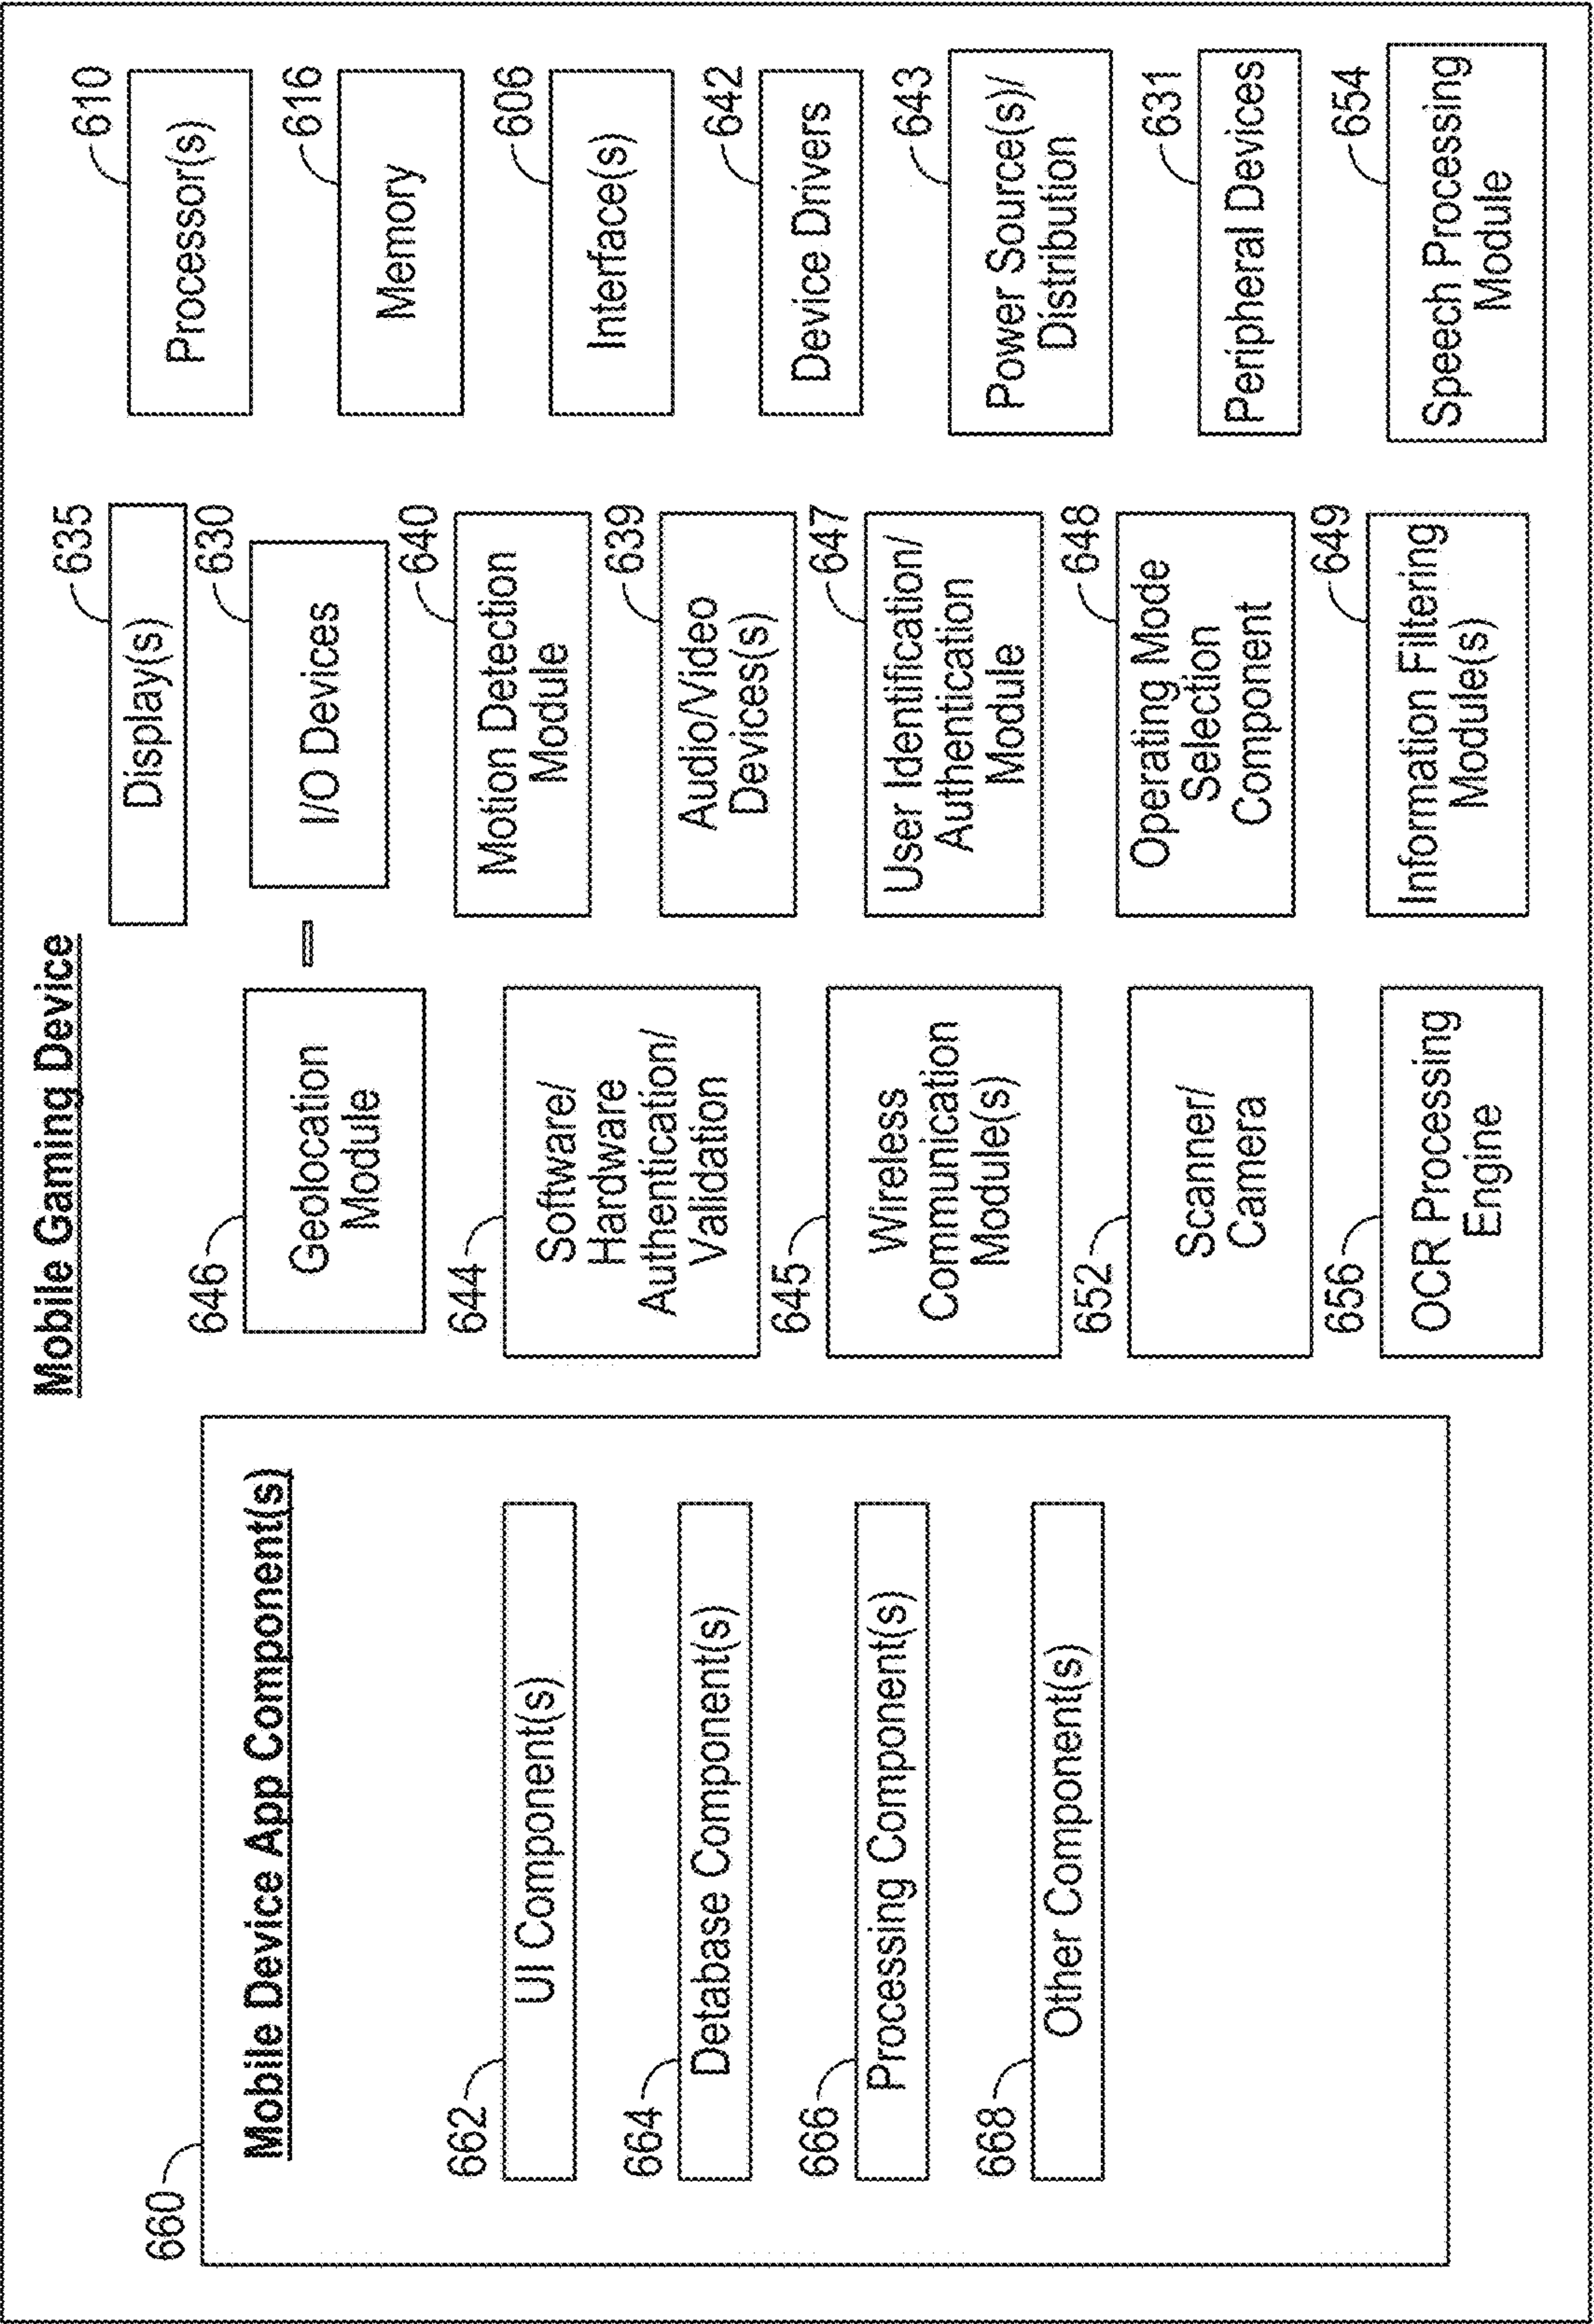 Mobile Gaming Device
660
Mobile Device App Component(s)
662
UI Component(s)
664
Database Component(s)
666
Processing Component(s)
668
Other Component(s)
646
Geolocation
Module
644
Software/
Hardware
Authentication/
Validation
645
Wireless
Communication
Module(s)
652
Scanner/
Camera
656
OCR Processing
Engine
635
Display(s)
630
I/O Devices
640
Motion Detection
Module
639
Audio/Video
Devices(s)
647
User Identification/
Authentication
Module
648
Operating Mode
Selection
Component
649
Information Filtering
Module(s)
610
Processor(s)
616
Memory
606
Interface(s)
642
Device Drivers
643
Power Source(s)/
Distribution
631
Peripheral Devices
654
Speech Processing
Module